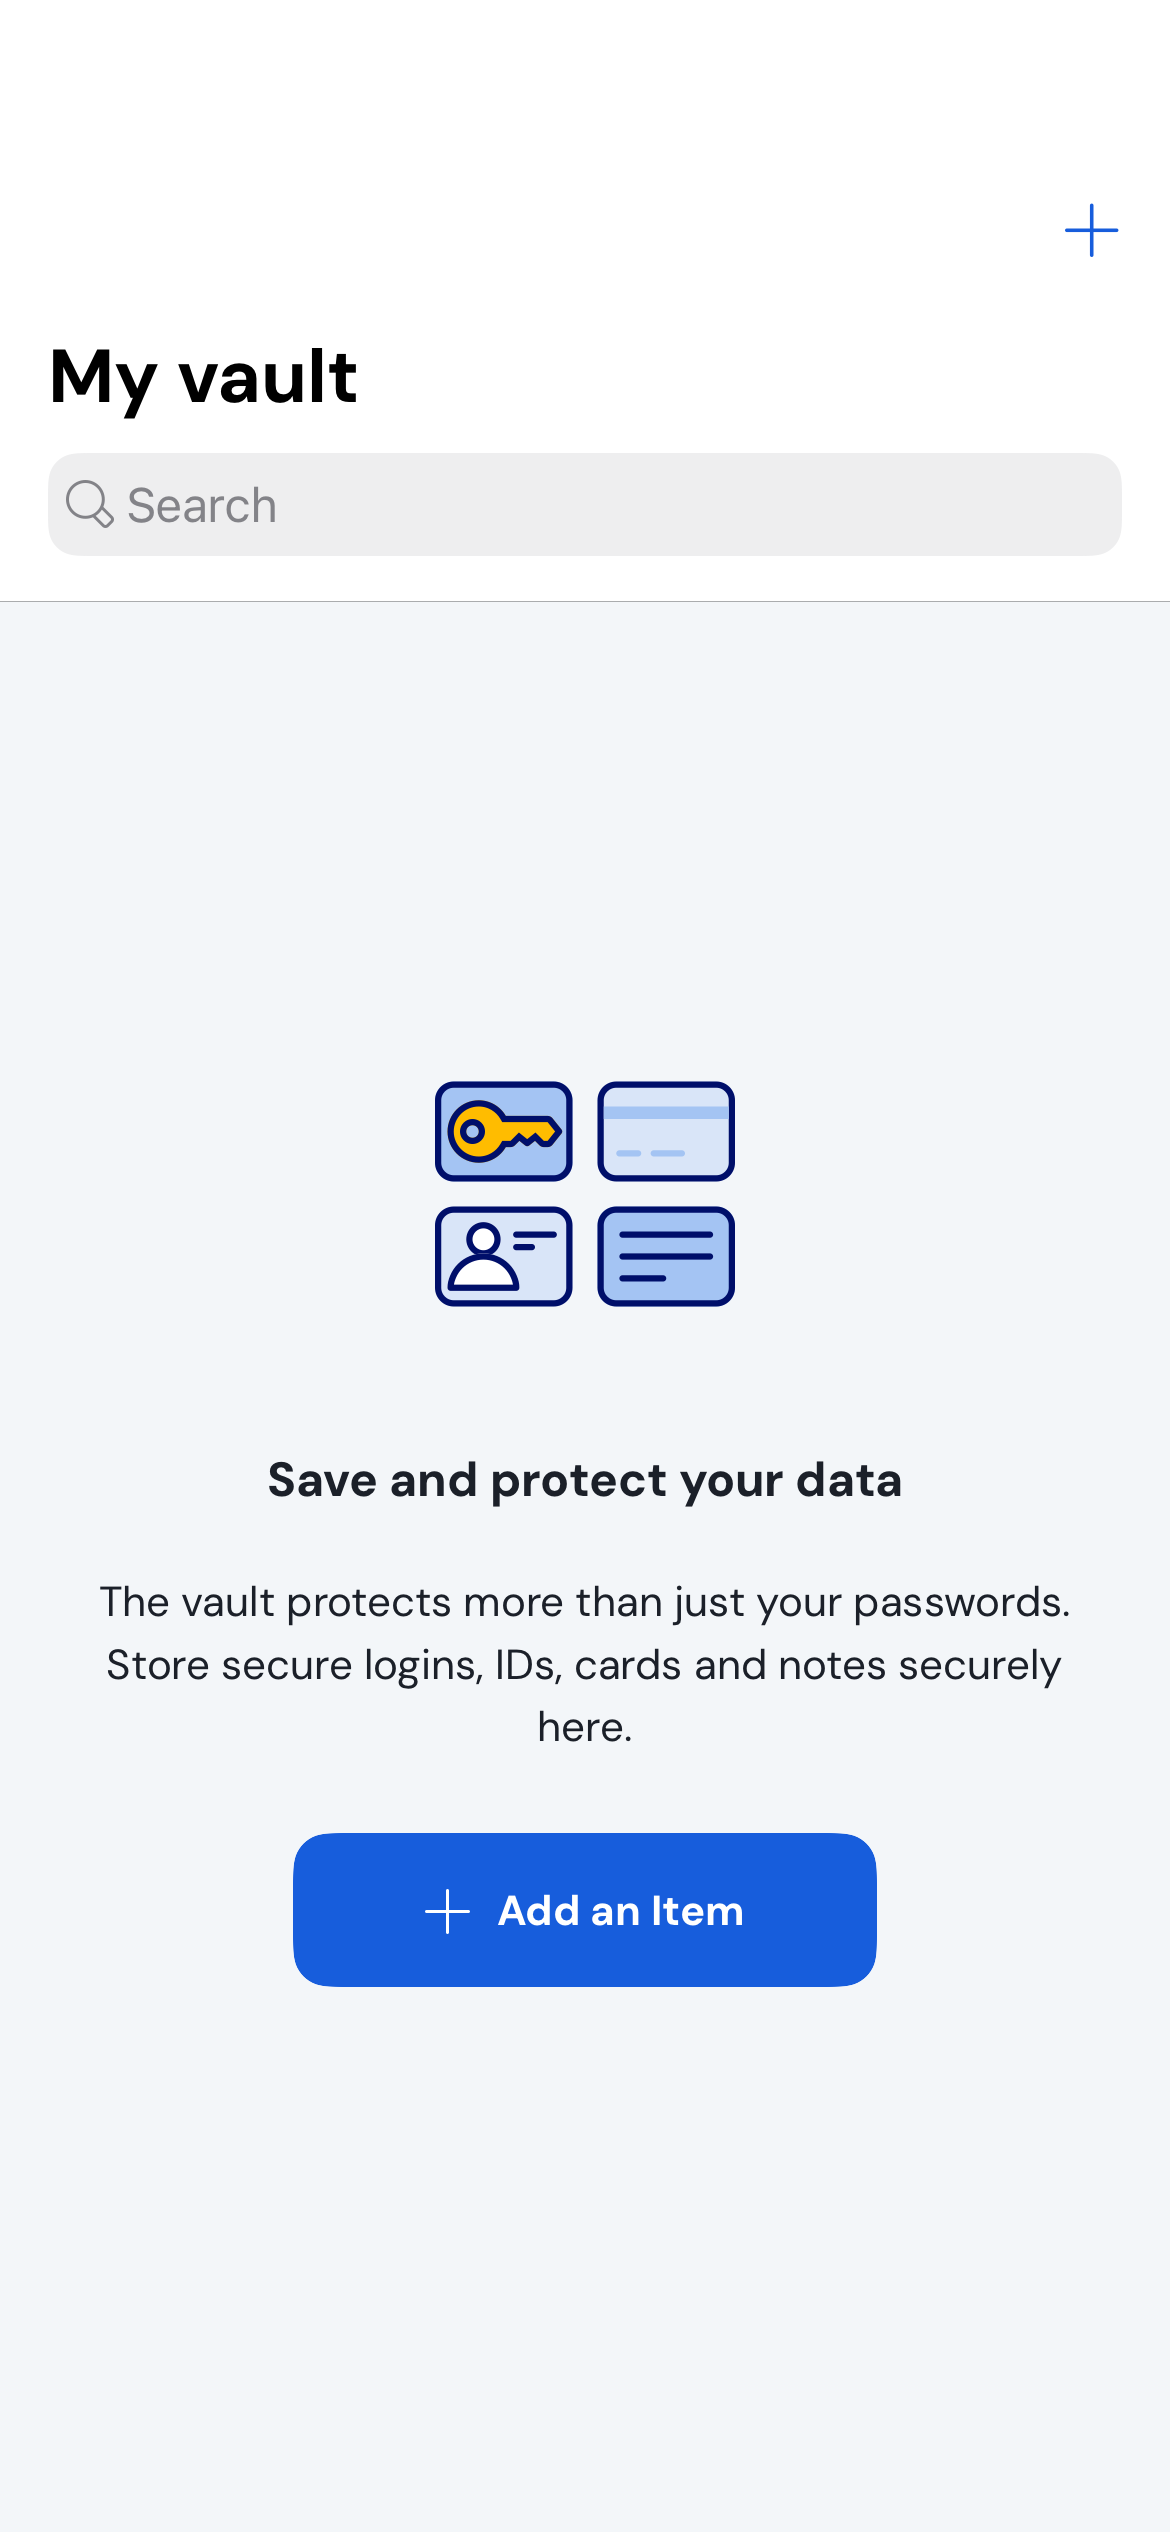 My vault
Search
Save and protect your data
The vault protects more than just your passwords.
Store secure logins, IDs, cards and notes securely
here.
Add an Item